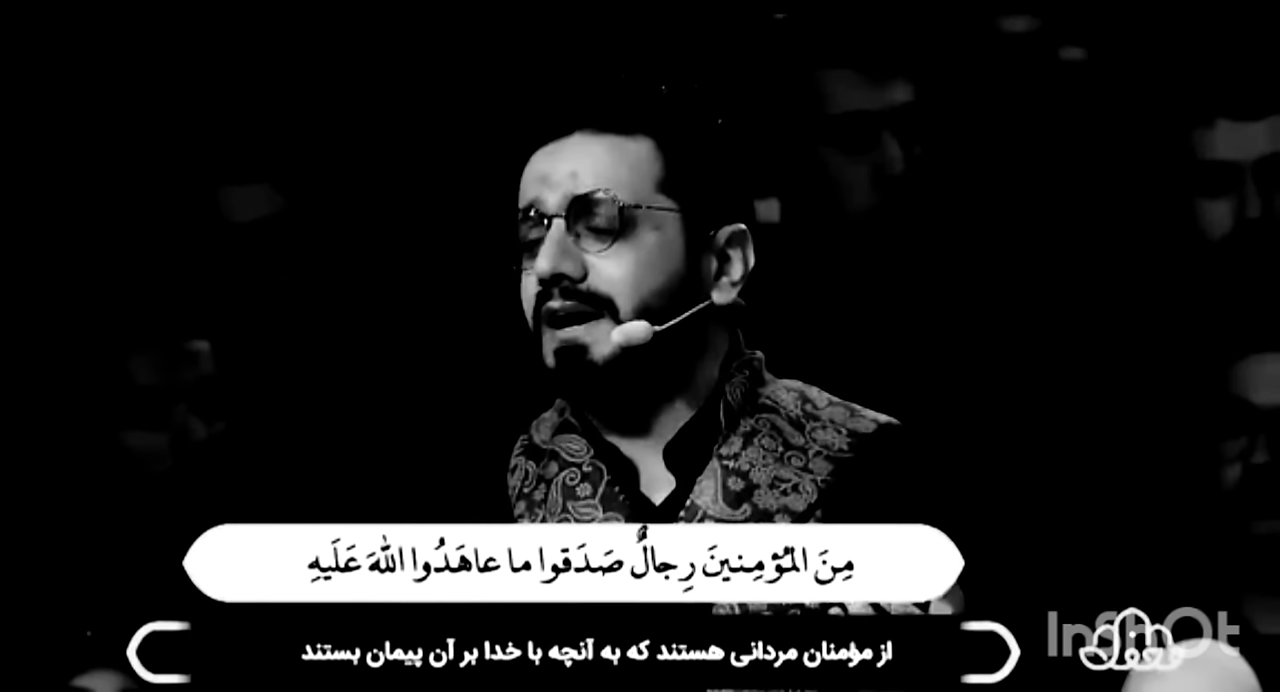 مِنَ المُؤمِنينَ رِجالٌ صَدَقوا ما عاهَدُوا اللهَ عَلَيهِ
از مؤمنان مردانی هستند که به آنچه با خدا بر آن پیمان بستند
InShOt
محفل